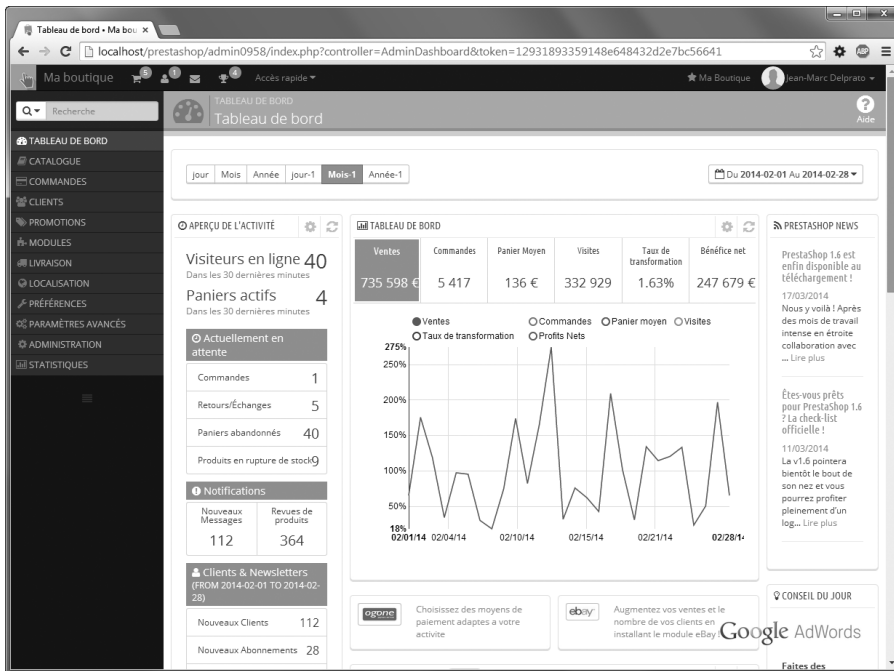 Tableau de bord • Ma bou
localhost/prestashop/admin0958/index.php?controller=AdminDashboard&token=12931893359148e648432d2e7bc56641
Ma boutique
5
1
4
Accès rapide
Ma Boutique
Jean-Marc Delprato
Recherche
TABLEAU DE BORD
Tableau de bord
Aide
TABLEAU DE BORD
CATALOGUE
COMMANDES
CLIENTS
PROMOTIONS
MODULES
LIVRAISON
LOCALISATION
PRÉFÉRENCES
PARAMÈTRES AVANCÉS
ADMINISTRATION
STATISTIQUES
jour Mois Année jour-1 Mois-1 Année-1
Du 2014-02-01 Au 2014-02-28
APERÇU DE L'ACTIVITÉ
Visiteurs en ligne 40
Dans les 30 dernières minutes
Paniers actifs 4
Dans les 30 dernières minutes
Actuellement en
attente
Commandes 1
Retours/Échanges 5
Paniers abandonnés 40
Produits en rupture de stock 9
Notifications
Nouveaux
Messages
112
Revues de
produits
364
Clients & Newsletters
(FROM 2014-02-01 TO 2014-02-
28)
Nouveaux Clients 112
Nouveaux Abonnements 28
TABLEAU DE BORD
Ventes
735 598 €
Commandes
5 417
Panier Moyen
136 €
Visites
332 929
Taux de
transformation
1.63%
Bénéfice net
247 679 €
Ventes Commandes Panier moyen Visites
Taux de transformation Profits Nets
275%
250%
200%
150%
100%
50%
18%
02/01/14 02/04/14 02/10/14 02/15/14 02/21/14 02/28/14
ogone
Choisissez des moyens de
paiement adaptes a votre
activite
ebay
Augmentez vos ventes et le
nombre de vos clients en
installant le module eBay !
PRESTASHOP NEWS
PrestaShop 1.6 est
enfin disponible au
téléchargement !
17/03/2014
Nous y voilà ! Après
des mois de travail
intense en étroite
collaboration avec
... Lire plus
Êtes-vous prêts
pour PrestaShop 1.6
? La check-list
officielle !
11/03/2014
La v1.6 pointera
bientôt le bout de
son nez et vous
pourrez profiter
pleinement d'un
log... Lire plus
CONSEIL DU JOUR
Google AdWords
Faites des